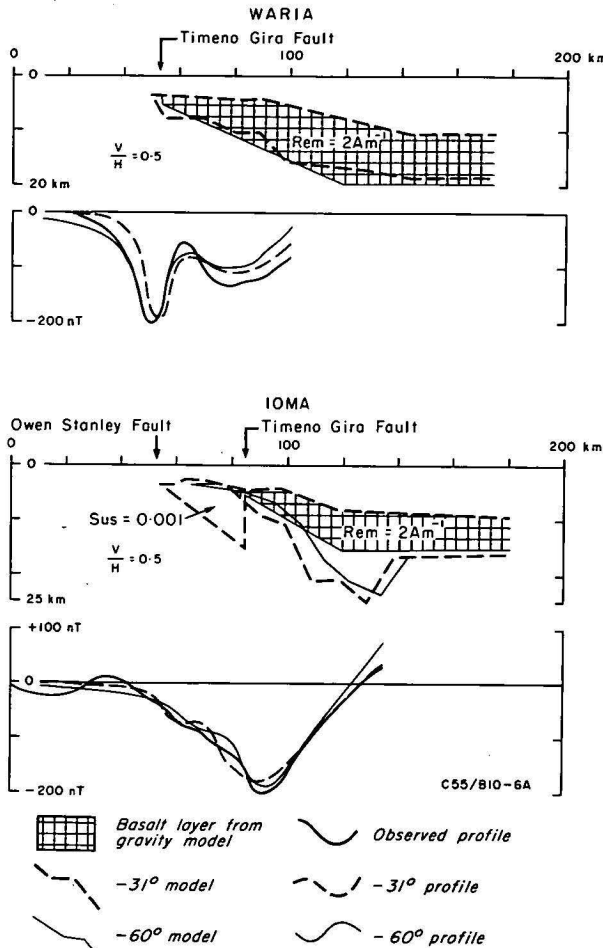 WARIA
Timeno Gira Fault
0 100 200 km
0
Rem = 2Am⁻¹
V/H = 0.5
20 km
0
-200 nT
IOMA
Owen Stanley Fault Timeno Gira Fault
0 100 200 km
0
Sus = 0.001
Rem = 2Am⁻¹
V/H = 0.5
25 km
+100 nT
0
-200 nT
C55/B10-6A
Basalt layer from gravity model
Observed profile
-31° model
-31° profile
-60° model
-60° profile